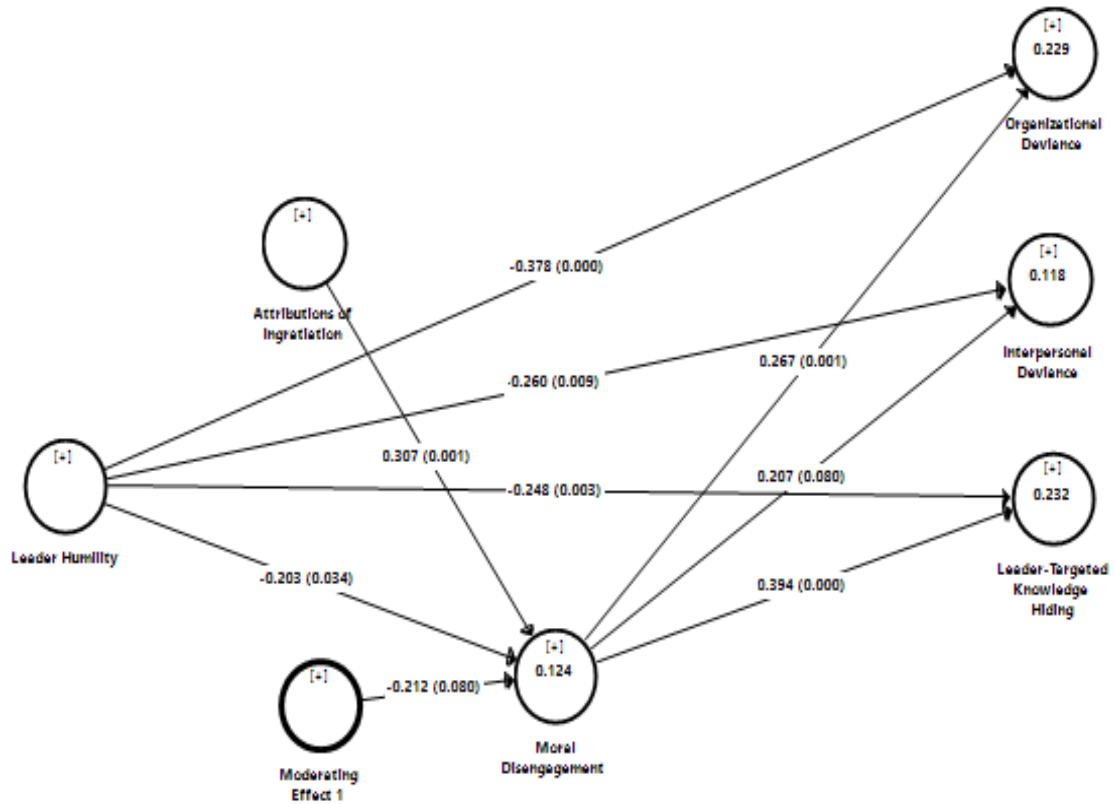 [+]
0.229
Organizational
Deviance
[+]
Attributions of
Ingratiation
-0.378 (0.000)
[+]
0.118
Interpersonal
Deviance
0.267 (0.001)
-0.260 (0.009)
0.307 (0.001)
[+]
Leader Humility
-0.248 (0.003)
0.207 (0.080)
[+]
0.232
Leader-Targeted
Knowledge
Hiding
-0.203 (0.034)
0.394 (0.000)
[+]
Moderating
Effect 1
-0.212 (0.080)
[+]
0.124
Moral
Disengagement